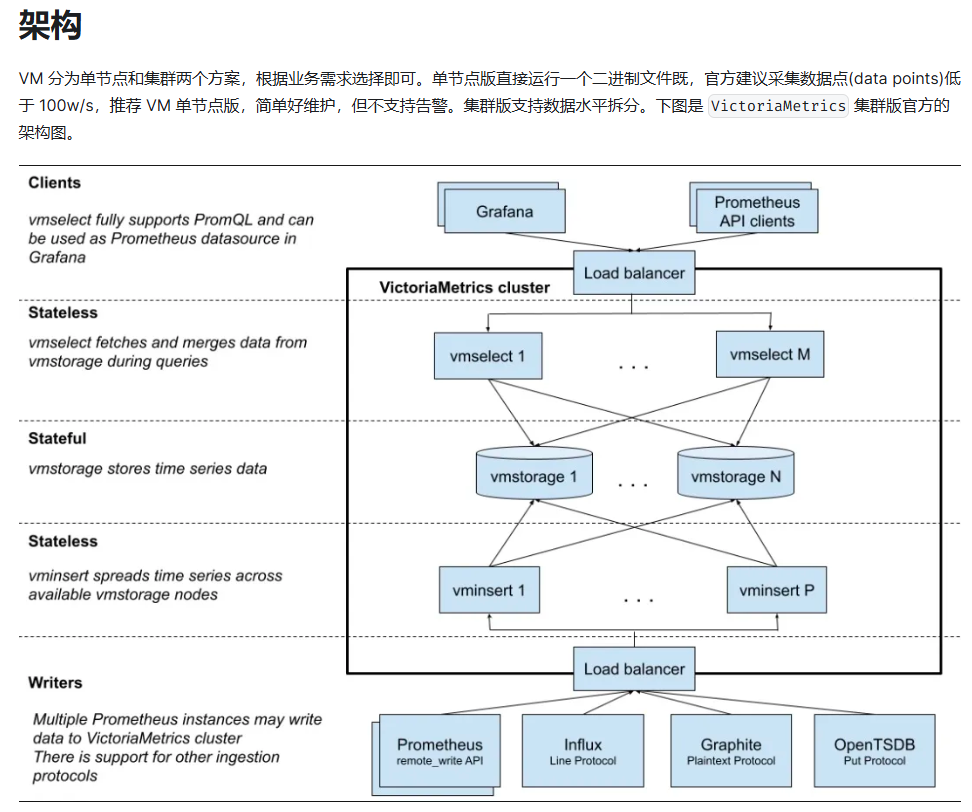 架构
VM 分为单节点和集群两个方案，根据业务需求选择即可。单节点版直接运行一个二进制文件既，官方建议采集数据点(data points)低
于 100w/s，推荐 VM 单节点版，简单好维护，但不支持告警。集群版支持数据水平拆分。下图是 VictoriaMetrics 集群版官方的
架构图。
Clients
vmselect fully supports PromQL and can
be used as Prometheus datasource in
Grafana
Grafana
Prometheus
API clients
Load balancer
VictoriaMetrics cluster
Stateless
vmselect fetches and merges data from
vmstorage during queries
vmselect 1
. . .
vmselect M
Stateful
vmstorage stores time series data
vmstorage 1
. . .
vmstorage N
Stateless
vminsert spreads time series across
available vmstorage nodes
vminsert 1
. . .
vminsert P
Load balancer
Writers
Multiple Prometheus instances may write
data to VictoriaMetrics cluster
There is support for other ingestion
protocols
Prometheus
remote_write API
Influx
Line Protocol
Graphite
Plaintext Protocol
OpenTSDB
Put Protocol